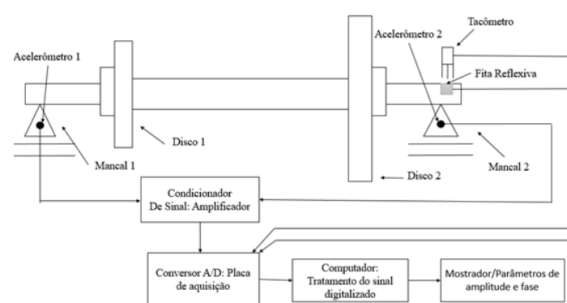 Acelerômetro 1
Acelerômetro 2
Tacômetro
Fita Reflexiva
Disco 1
Mancal 1
Disco 2
Mancal 2
Condicionador
De Sinal: Amplificador
Conversor A/D: Placa
de aquisição
Computador:
Tratamento do sinal
digitalizado
Mostrador/Parâmetros de
amplitude e fase